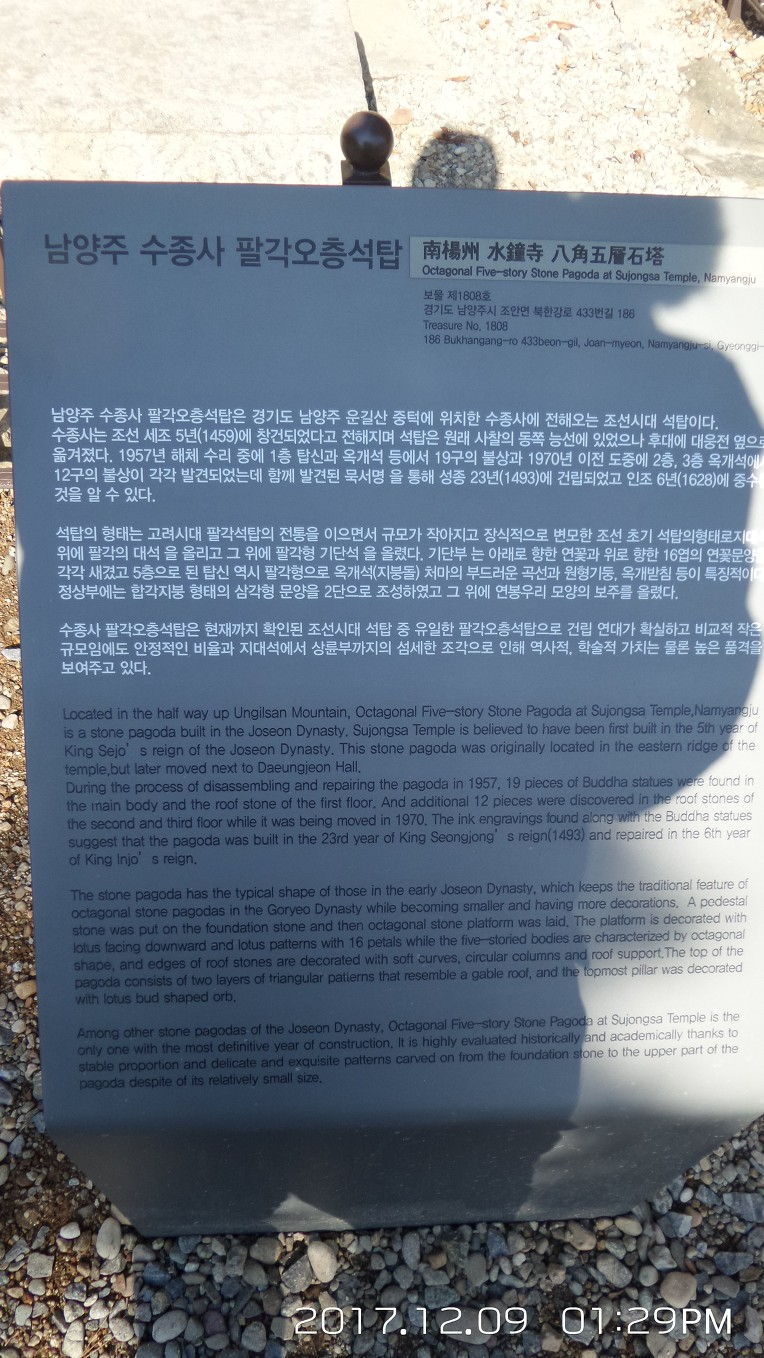 남양주 수종사 팔각오층석탑
南楊州 水鐘寺 八角五層石塔
Octagonal Five-story Stone Pagoda at Sujongsa Temple, Namyangju
보물 제1808호
경기도 남양주시 조안면 북한강로 433번길 186
Treasure No. 1808
186 Bukhangang-ro 433beon-gil, Joan-myeon, Namyangju-si, Gyeonggi-
남양주 수종사 팔각오층석탑은 경기도 남양주 운길산 중턱에 위치한 수종사에 전해오는 조선시대 석탑이다.
수종사는 조선 세조 5년(1459)에 창건되었다고 전해지며 석탑은 원래 사찰의 동쪽 능선에 있었으나 후대에 대웅전 옆으로
옮겨졌다. 1957년 해체 수리 중에 1층 탑신과 옥개석 등에서 19구의 불상과 1970년 이전 도중에 2층, 3층 옥개석에서
12구의 불상이 각각 발견되었는데 함께 발견된 묵서명 을 통해 성종 23년(1493)에 건립되었고 인조 6년(1628)에 중수
것을 알 수 있다.
석탑의 형태는 고려시대 팔각석탑의 전통을 이으면서 규모가 작아지고 장식적으로 변모한 조선 초기 석탑의형태로지대
위에 팔각의 대석 을 올리고 그 위에 팔각형 기단석 을 올렸다. 기단부 는 아래로 향한 연꽃과 위로 향한 16엽의 연꽃문양
각각 새겼고 5층으로 된 탑신 역시 팔각형으로 옥개석(지붕돌) 처마의 부드러운 곡선과 원형기둥, 옥개받침 등이 특징적이다
정상부에는 합각지붕 형태의 삼각형 문양을 2단으로 조성하였고 그 위에 연봉우리 모양의 보주를 올렸다.
수종사 팔각오층석탑은 현재까지 확인된 조선시대 석탑 중 유일한 팔각오층석탑으로 건립 연대가 확실하고 비교적 작은
규모임에도 안정적인 비율과 지대석에서 상륜부까지의 섬세한 조각으로 인해 역사적, 학술적 가치는 물론 높은 품격을
보여주고 있다.
Located in the half way up Ungilsan Mountain, Octagonal Five-story Stone Pagoda at Sujongsa Temple,Namyangju
is a stone pagoda built in the Joseon Dynasty. Sujongsa Temple is believed to have been first built in the 5th year of
King Sejo's reign of the Joseon Dynasty. This stone pagoda was originally located in the eastern ridge of the
temple,but later moved next to Daeungjeon Hall.
During the process of disassembling and repairing the pagoda in 1957, 19 pieces of Buddha statues were found in
the main body and the roof stone of the first floor. And additional 12 pieces were discovered in the roof stones of
the second and third floor while it was being moved in 1970. The ink engravings found along with the Buddha statues
suggest that the pagoda was built in the 23rd year of King Seongjong's reign(1493) and repaired in the 6th year
of King Injo's reign.
The stone pagoda has the typical shape of those in the early Joseon Dynasty, which keeps the traditional feature of
octagonal stone pagodas in the Goryeo Dynasty while becoming smaller and having more decorations. A pedestal
stone was put on the foundation stone and then octagonal stone platform was laid. The platform is decorated with
lotus facing downward and lotus patterns with 16 petals while the five-storied bodies are characterized by octagonal
shape, and edges of roof stones are decorated with soft curves, circular columns and roof support.The top of the
pagoda consists of two layers of triangular patterns that resemble a gable roof, and the topmost pillar was decorated
with lotus bud shaped orb.
Among other stone pagodas of the Joseon Dynasty, Octagonal Five-story Stone Pagoda at Sujongsa Temple is the
only one with the most definitive year of construction. It is highly evaluated historically and academically thanks to
stable proportion and delicate and exquisite patterns carved on from the foundation stone to the upper part of the
pagoda despite of its relatively small size.
2017.12.09 01:29PM